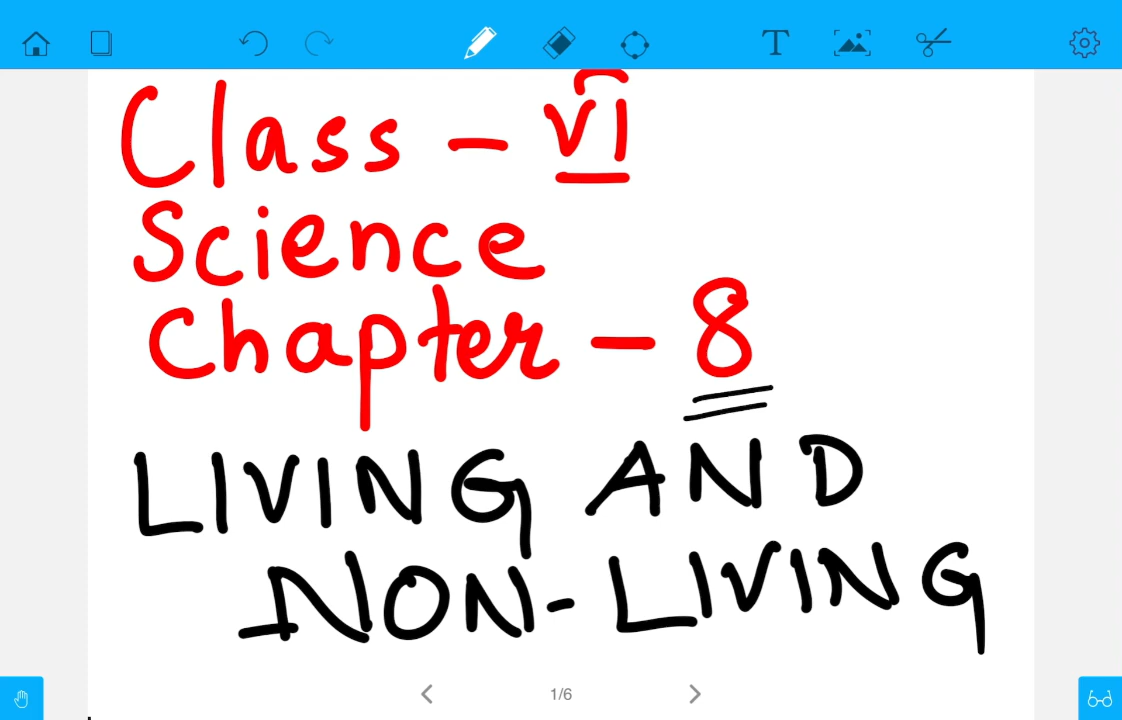 Class - VI
Science
Chapter - 8
LIVING AND
NON-LIVING
T
1/6